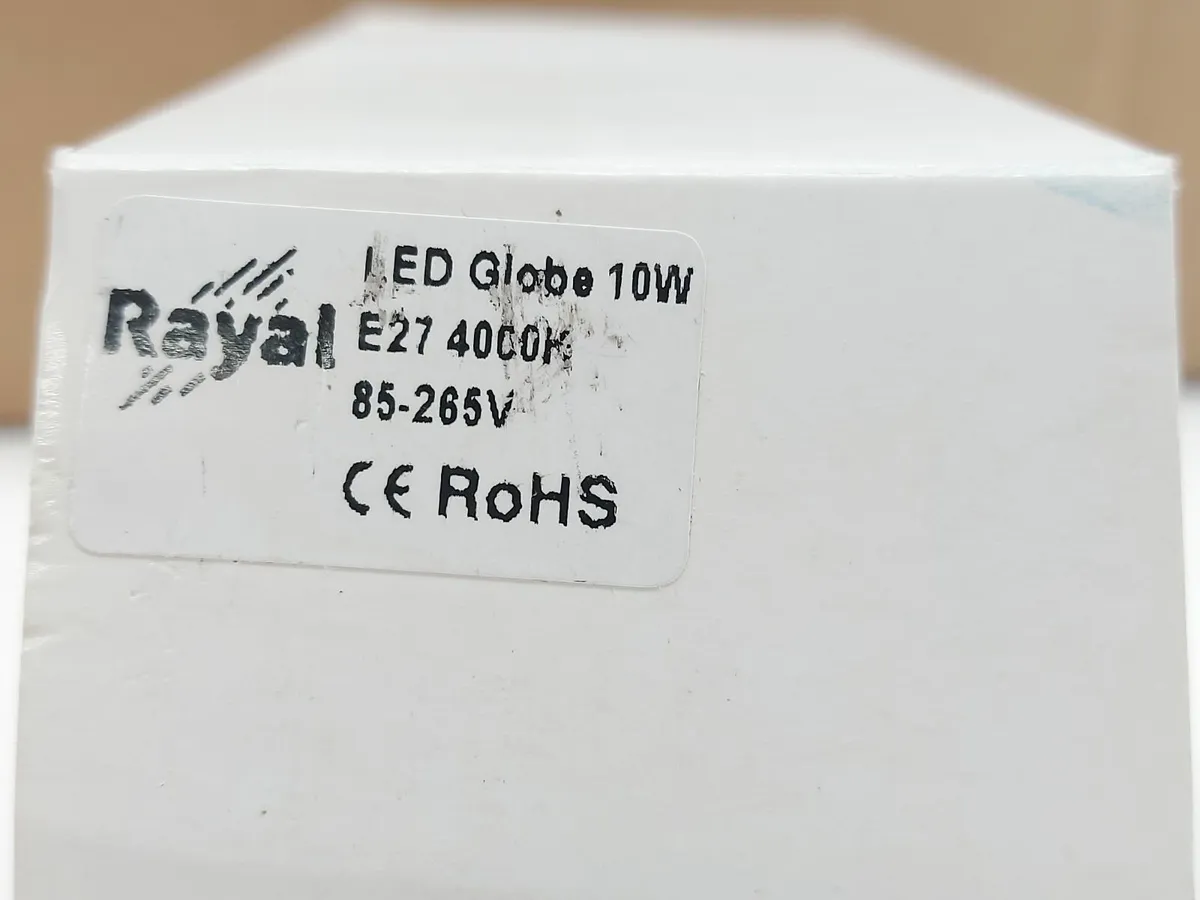 Rayal
LED Globe 10W
E27 4000K
85-265V
CE RoHS